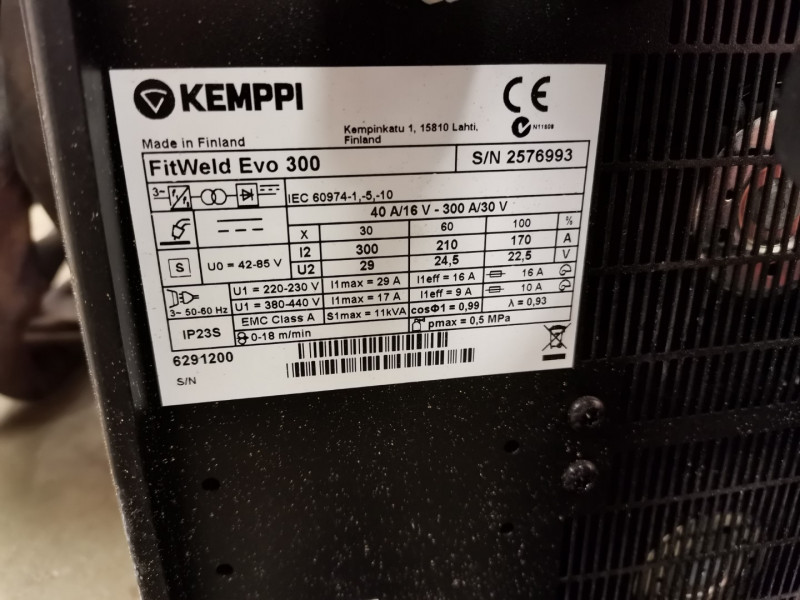 KEMPPI
CE
N11608
Made in Finland
Kempinkatu 1, 15810 Lahti,
Finland
FitWeld Evo 300
S/N 2576993
3~ f1 f2
IEC 60974-1,-5,-10
40 A/16 V - 300 A/30 V
X 30 60 100 %
I2 300 210 170 A
U2 29 24,5 22,5 V
S U0 = 42-85 V
3~ 50-60 Hz
U1 = 220-230 V I1max = 29 A I1eff = 16 A 16 A
U1 = 380-440 V I1max = 17 A I1eff = 9 A 10 A
IP23S EMC Class A S1max = 11kVA cosΦ1 = 0,99 λ = 0,93
0-18 m/min pmax = 0,5 MPa
6291200
S/N